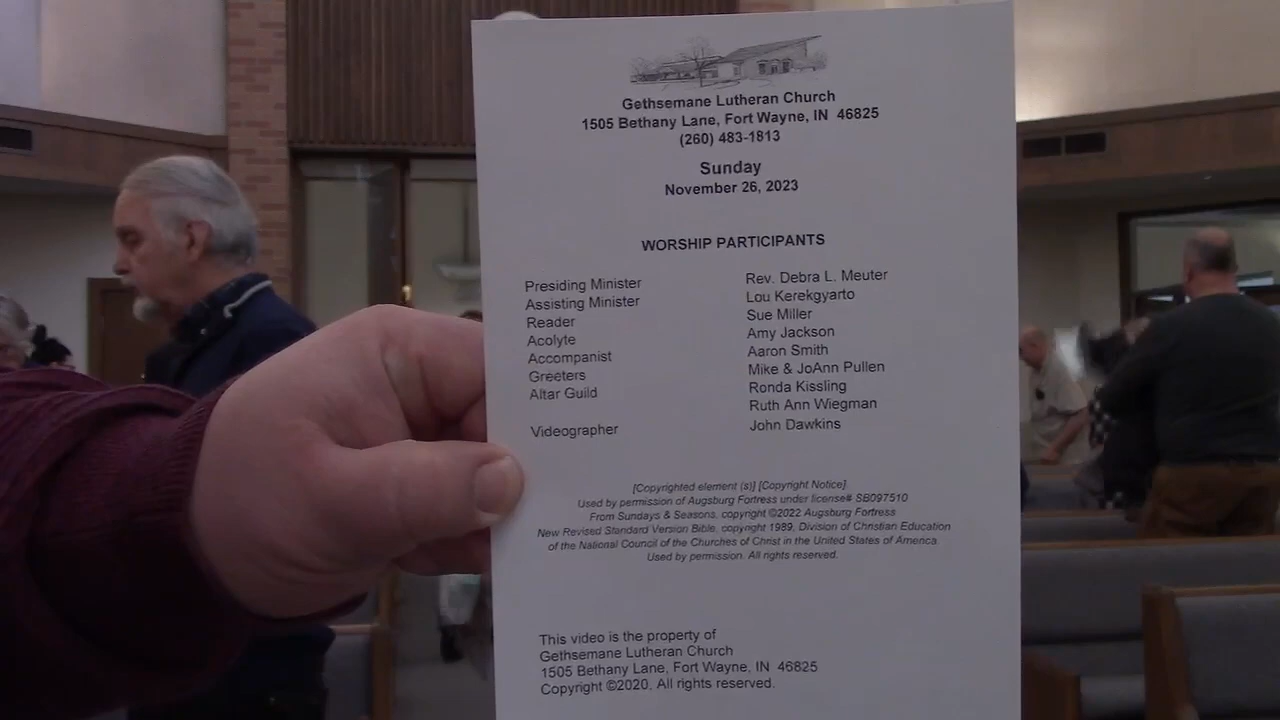 Gethsemane Lutheran Church
1505 Bethany Lane, Fort Wayne, IN 46825
(260) 483-1813
Sunday
November 26, 2023
WORSHIP PARTICIPANTS
Presiding Minister Rev. Debra L. Meuter
Assisting Minister Lou Kerekgyarto
Reader Sue Miller
Acolyte Amy Jackson
Accompanist Aaron Smith
Greeters Mike & JoAnn Pullen
Altar Guild Ronda Kissling
Ruth Ann Wiegman
Videographer John Dawkins
[Copyrighted element (s)] [Copyright Notice]
Used by permission of Augsburg Fortress under license# SB097510
From Sundays & Seasons, copyright ©2022 Augsburg Fortress
New Revised Standard Version Bible, copyright 1989, Division of Christian Education
of the National Council of the Churches of Christ in the United States of America
Used by permission. All rights reserved.
This video is the property of
Gethsemane Lutheran Church
1505 Bethany Lane, Fort Wayne, IN 46825
Copyright ©2020. All rights reserved.